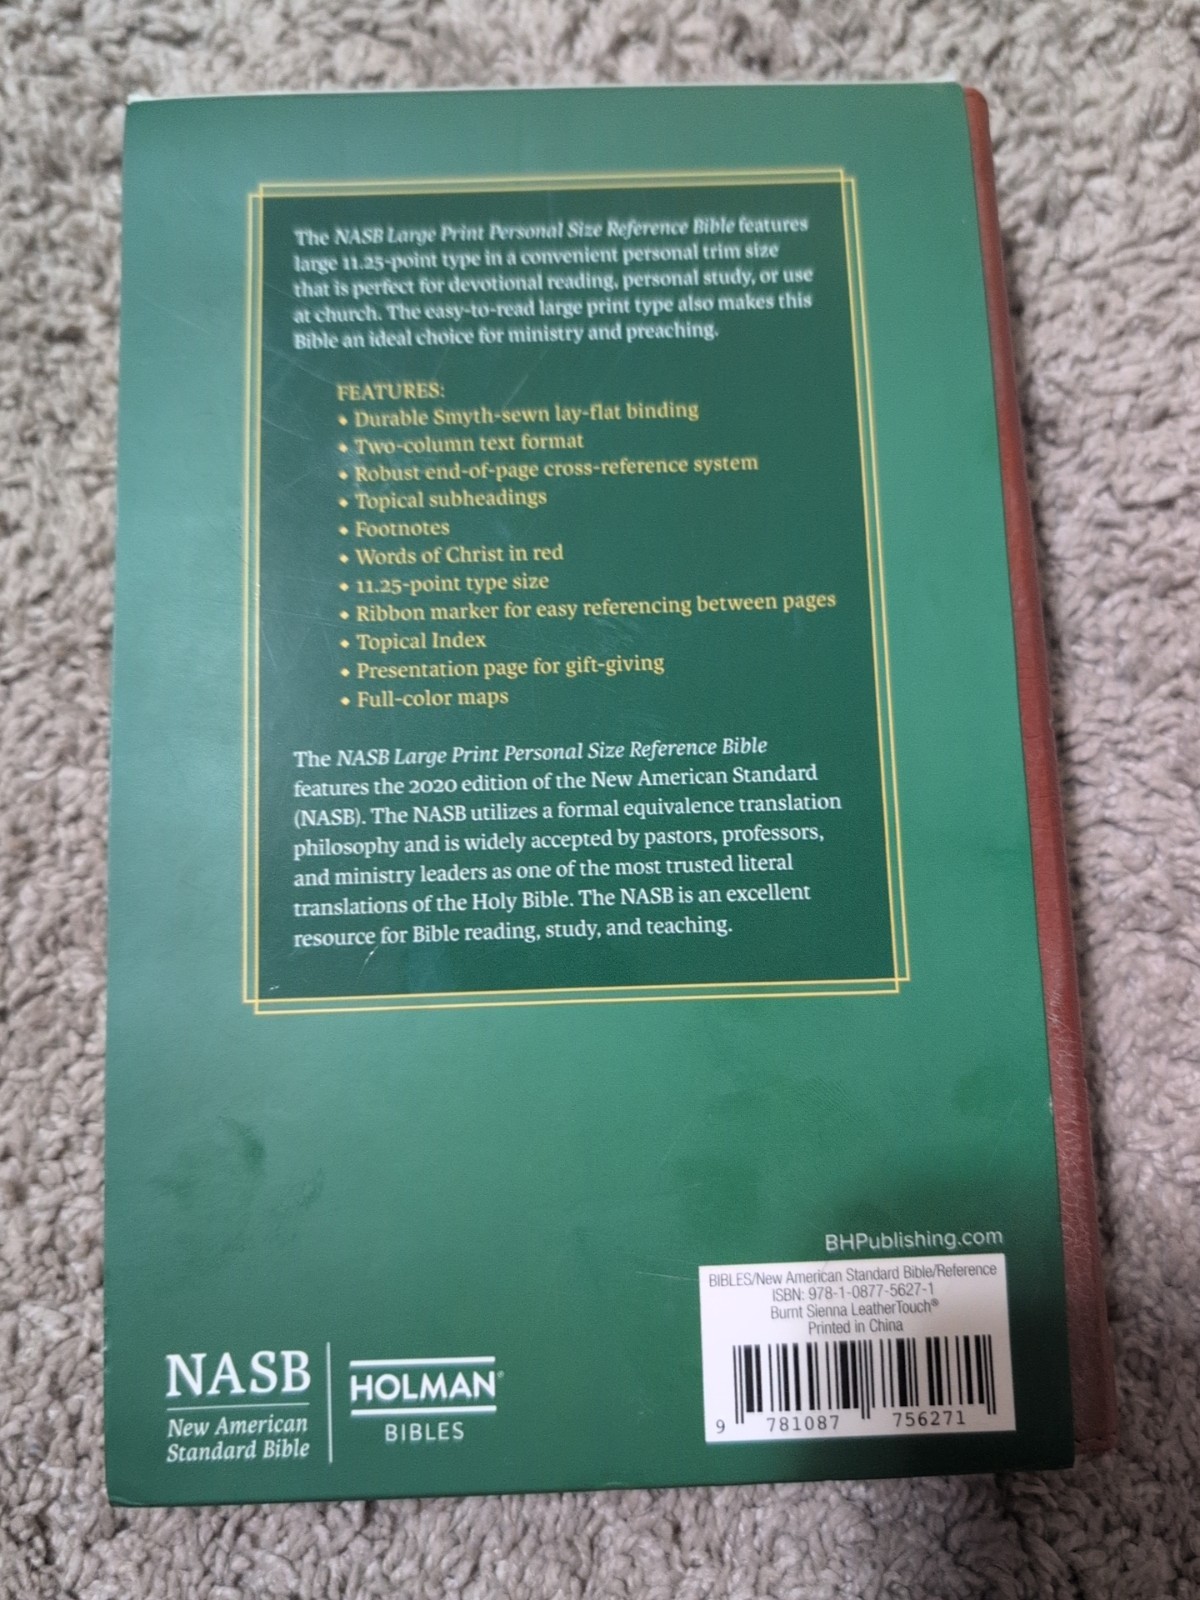 The NASB Large Print Personal Size Reference Bible features
large 11.25-point type in a convenient personal trim size
that is perfect for devotional reading, personal study, or use
at church. The easy-to-read large print type also makes this
Bible an ideal choice for ministry and preaching.
FEATURES:
• Durable Smyth-sewn lay-flat binding
• Two-column text format
• Robust end-of-page cross-reference system
• Topical subheadings
• Footnotes
• Words of Christ in red
• 11.25-point type size
• Ribbon marker for easy referencing between pages
• Topical Index
• Presentation page for gift-giving
• Full-color maps
The NASB Large Print Personal Size Reference Bible
features the 2020 edition of the New American Standard
(NASB). The NASB utilizes a formal equivalence translation
philosophy and is widely accepted by pastors, professors,
and ministry leaders as one of the most trusted literal
translations of the Holy Bible. The NASB is an excellent
resource for Bible reading, study, and teaching.
NASB
New American
Standard Bible
HOLMAN®
BIBLES
BHPublishing.com
BIBLES/New American Standard Bible/Reference
ISBN: 978-1-0877-5627-1
Burnt Sienna LeatherTouch®
Printed in China
9 781087 756271